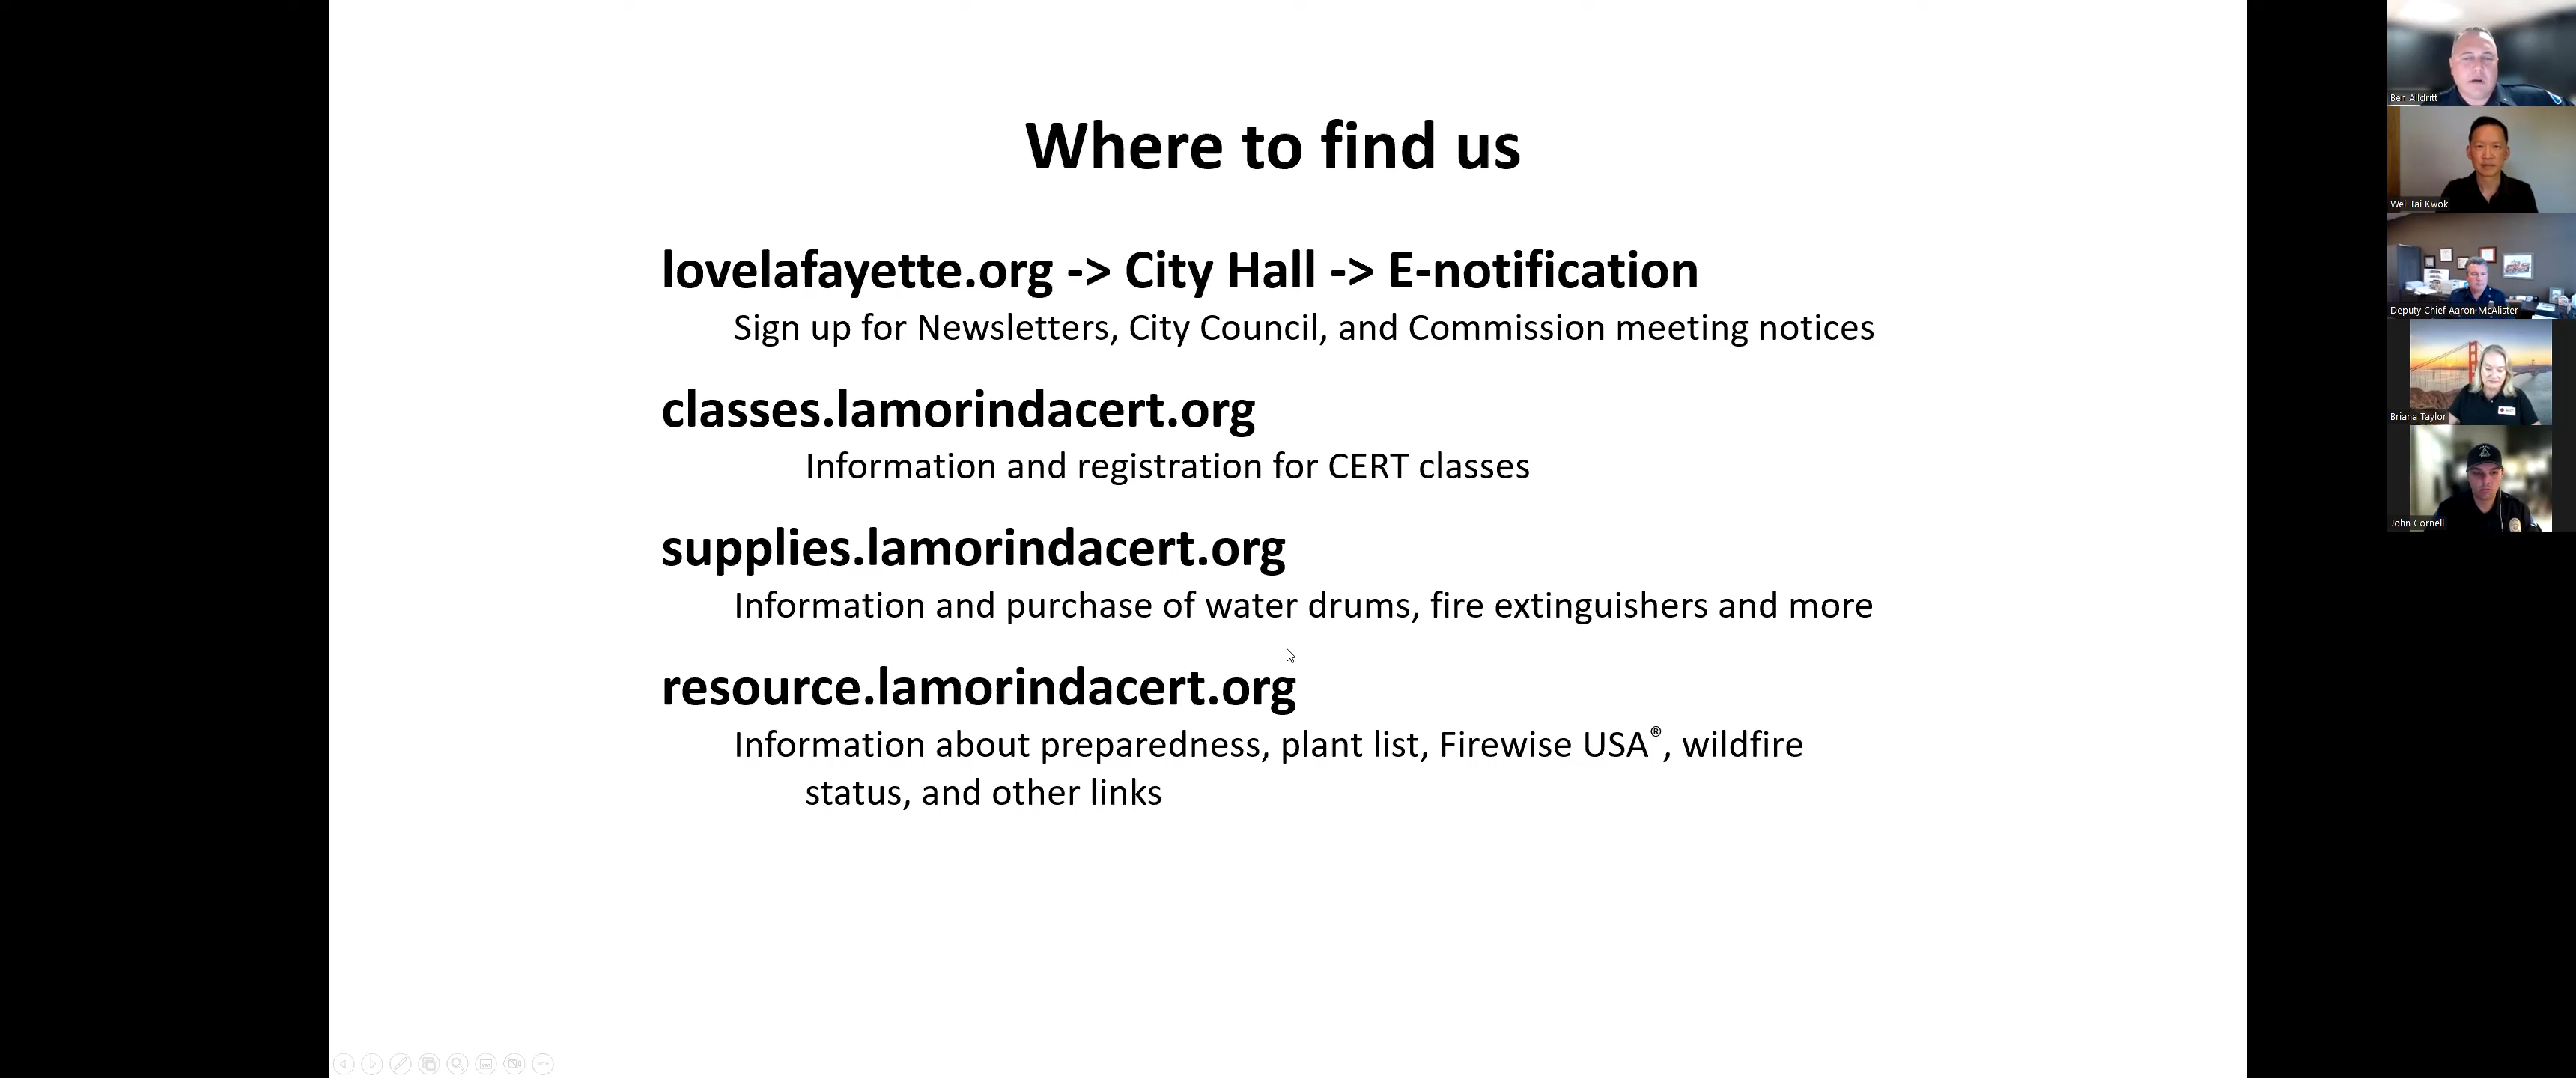 Where to find us
lovelafayette.org -> City Hall -> E-notification
Sign up for Newsletters, City Council, and Commission meeting notices
classes.lamorindacert.org
Information and registration for CERT classes
supplies.lamorindacert.org
Information and purchase of water drums, fire extinguishers and more
resource.lamorindacert.org
Information about preparedness, plant list, Firewise USA®, wildfire
status, and other links
Ben Alldritt
Wei-Tai Kwok
Deputy Chief Aaron McAlister
Briana Taylor
John Cornell